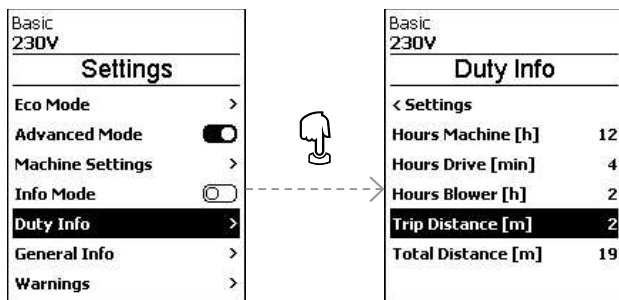 Basic
230V
Settings
Eco Mode >
Advanced Mode
Machine Settings >
Info Mode
Duty Info >
General Info >
Warnings >
Basic
230V
Duty Info
< Settings
Hours Machine [h] 12
Hours Drive [min] 4
Hours Blower [h] 2
Trip Distance [m] 2
Total Distance [m] 19